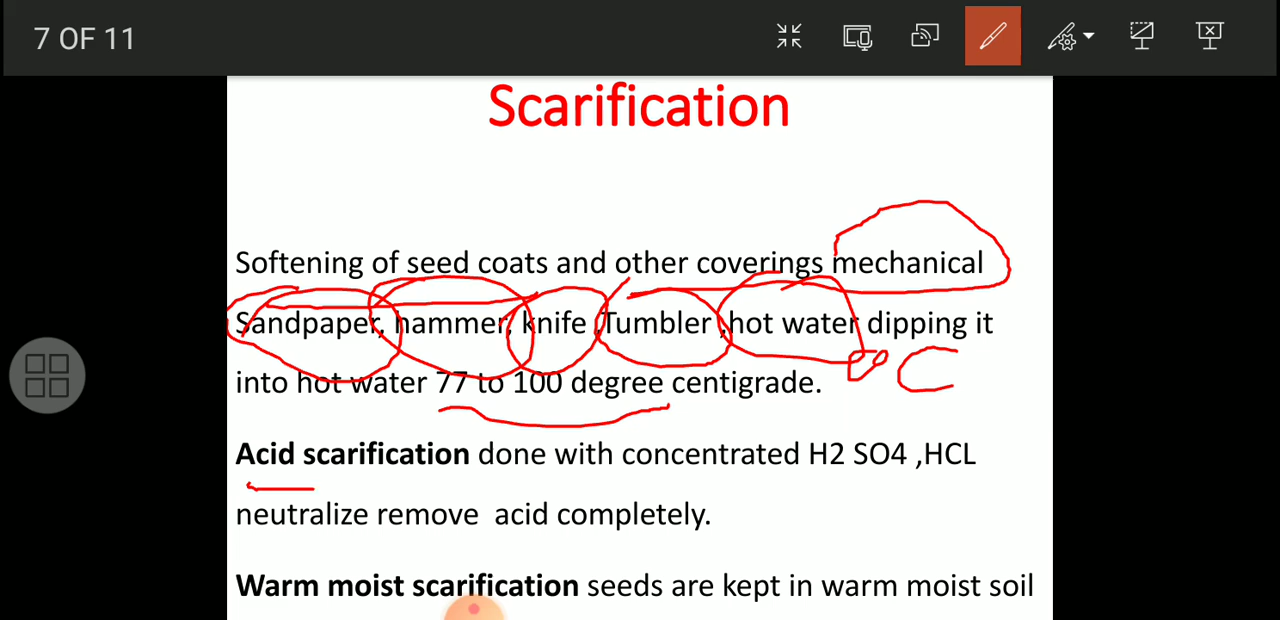 7 OF 11
Scarification
Softening of seed coats and other coverings mechanical
Sandpaper, hammer, knife ,Tumbler ,hot water dipping it
into hot water 77 to 100 degree centigrade.
°C
Acid scarification done with concentrated H2 SO4 ,HCL
neutralize remove acid completely.
Warm moist scarification seeds are kept in warm moist soil